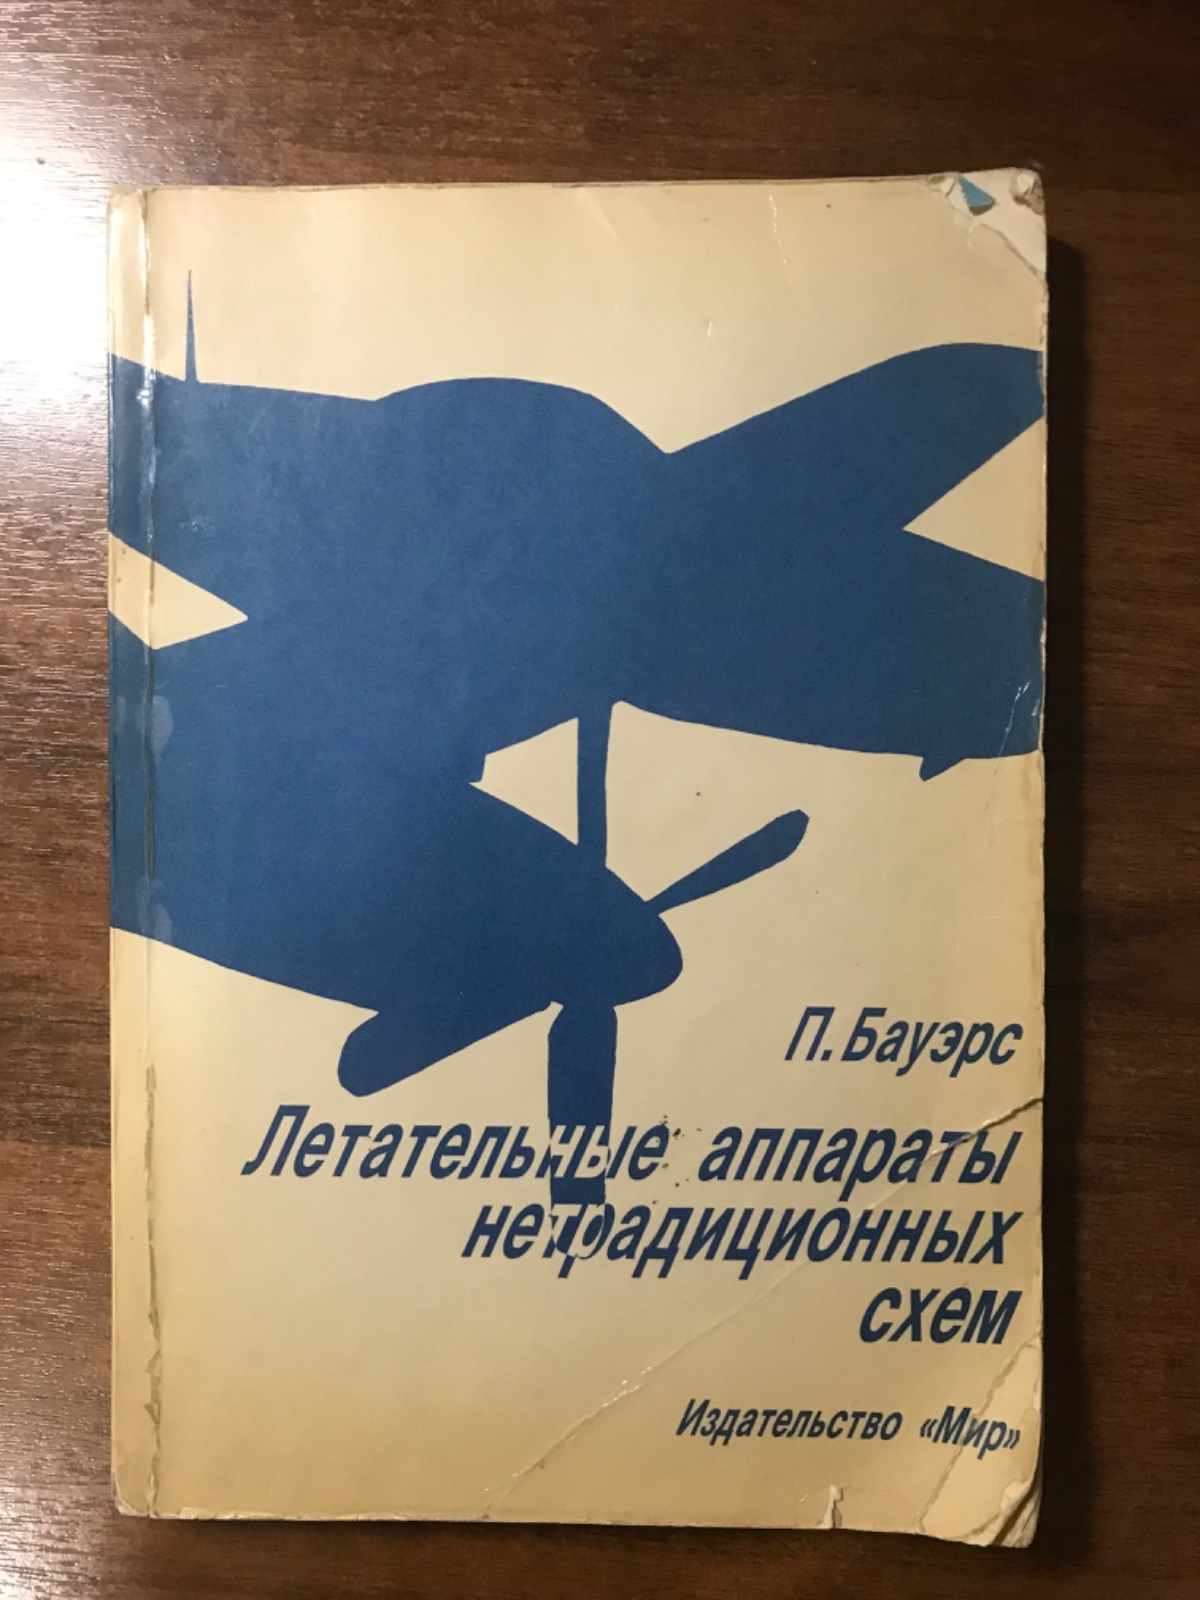 П. Бауэрс
Летательные аппараты
нетрадиционных
схем
Издательство «Мир»